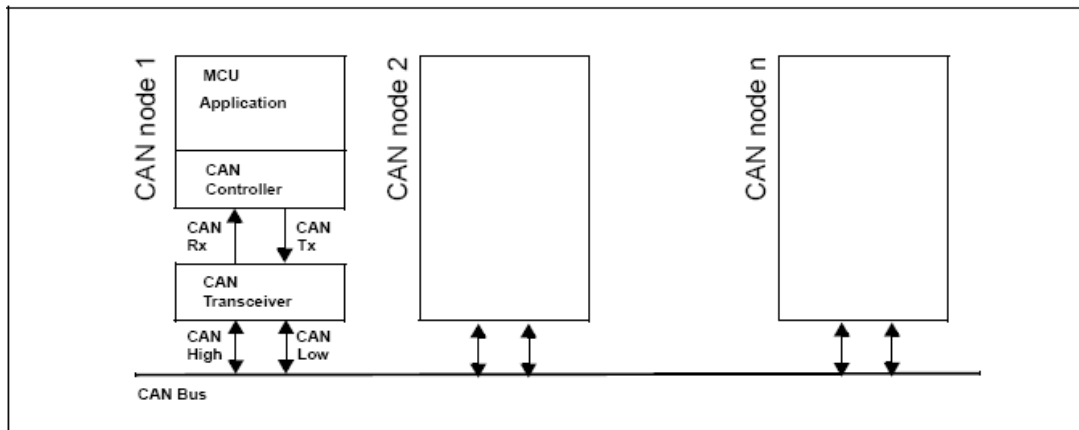 CAN node 1
MCU
Application
CAN
Controller
CAN
Rx
CAN
Tx
CAN
Transceiver
CAN
High
CAN
Low
CAN node 2
CAN node n
CAN Bus